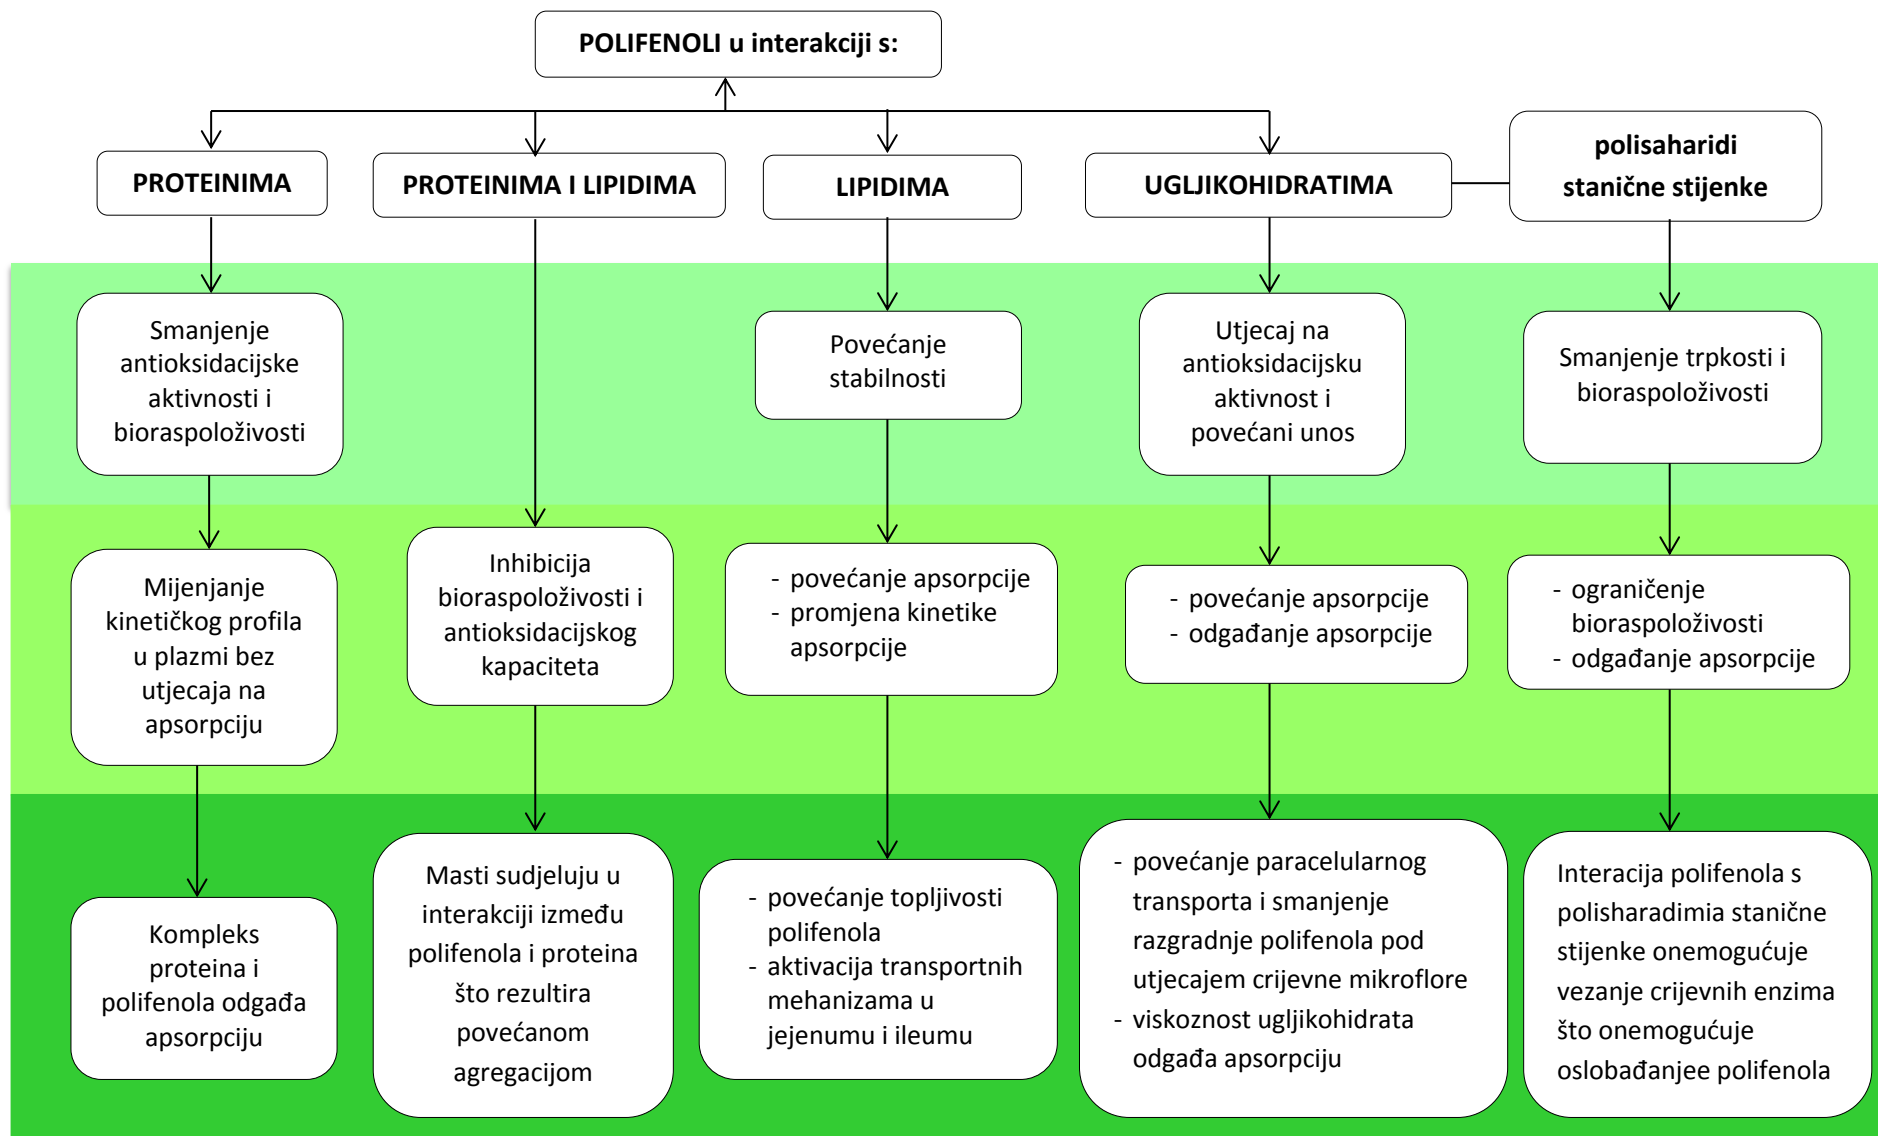 POLIFENOLI u interakciji s:
PROTEINIMA
PROTEINIMA I LIPIDIMA
LIPIDIMA
UGLJIKOHIDRATIMA
polisaharidi
stanične stijenke
Smanjenje
antioksidacijske
aktivnosti i
bioraspoloživosti
Povećanje
stabilnosti
Utjecaj na
antioksidacijsku
aktivnost i
povećani unos
Smanjenje trpkosti i
bioraspoloživosti
Mijenjanje
kinetičkog profila
u plazmi bez
utjecaja na
apsorpciju
Inhibicija
bioraspoloživosti i
antioksidacijskog
kapaciteta
- povećanje apsorpcije
- promjena kinetike
apsorpcije
- povećanje apsorpcije
- odgađanje apsorpcije
- ograničenje
bioraspoloživosti
- odgađanje apsorpcije
Kompleks
proteina i
polifenola odgađa
apsorpciju
Masti sudjeluju u
interakciji između
polifenola i proteina
što rezultira
povećanom
agregacijom
- povećanje topljivosti
polifenola
- aktivacija transportnih
mehanizama u
jejenumu i ileumu
- povećanje paracelularnog
transporta i smanjenje
razgradnje polifenola pod
utjecajem crijevne mikroflore
- viskoznost ugljikohidrata
odgađa apsorpciju
Interacija polifenola s
polisharadimia stanične
stijenke onemogućuje
vezanje crijevnih enzima
što onemogućuje
oslobađanjee polifenola